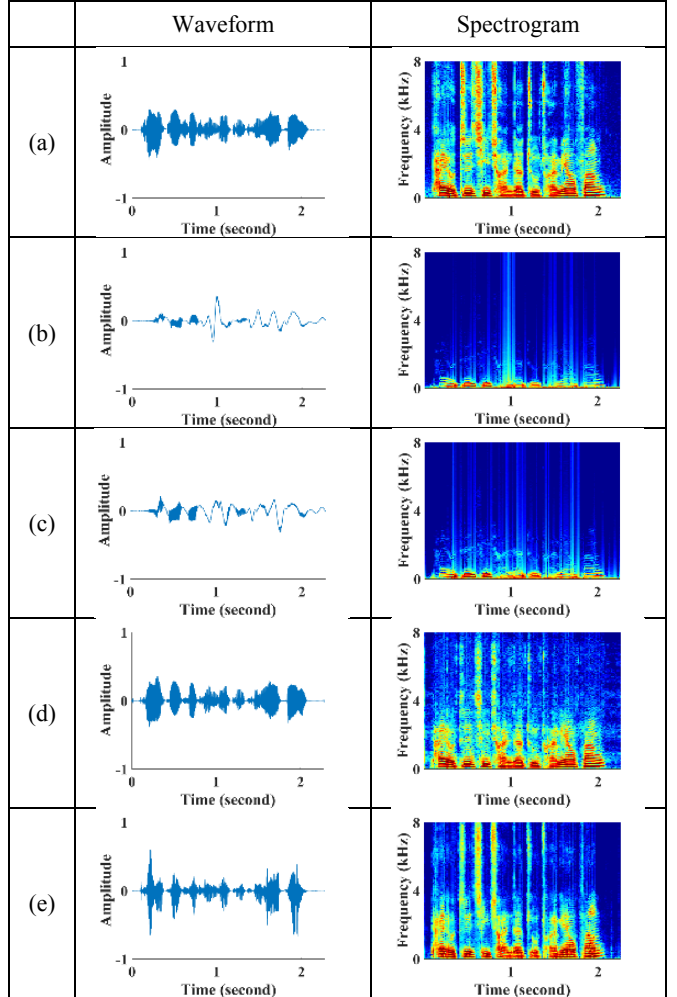 Waveform Spectrogram
(a)
Amplitude
1
0
-1
0 1 2
Time (second)
Frequency (kHz)
8
4
0
1 2
Time (second)
(b)
Amplitude
1
0
-1
0 1 2
Time (second)
Frequency (kHz)
8
4
0
1 2
Time (second)
(c)
Amplitude
1
0
-1
0 1 2
Time (second)
Frequency (kHz)
8
4
0
1 2
Time (second)
(d)
Amplitude
1
0
-1
0 1 2
Time (second)
Frequency (kHz)
8
4
0
1 2
Time (second)
(e)
Amplitude
1
0
-1
0 1 2
Time (second)
Frequency (kHz)
8
4
0
1 2
Time (second)